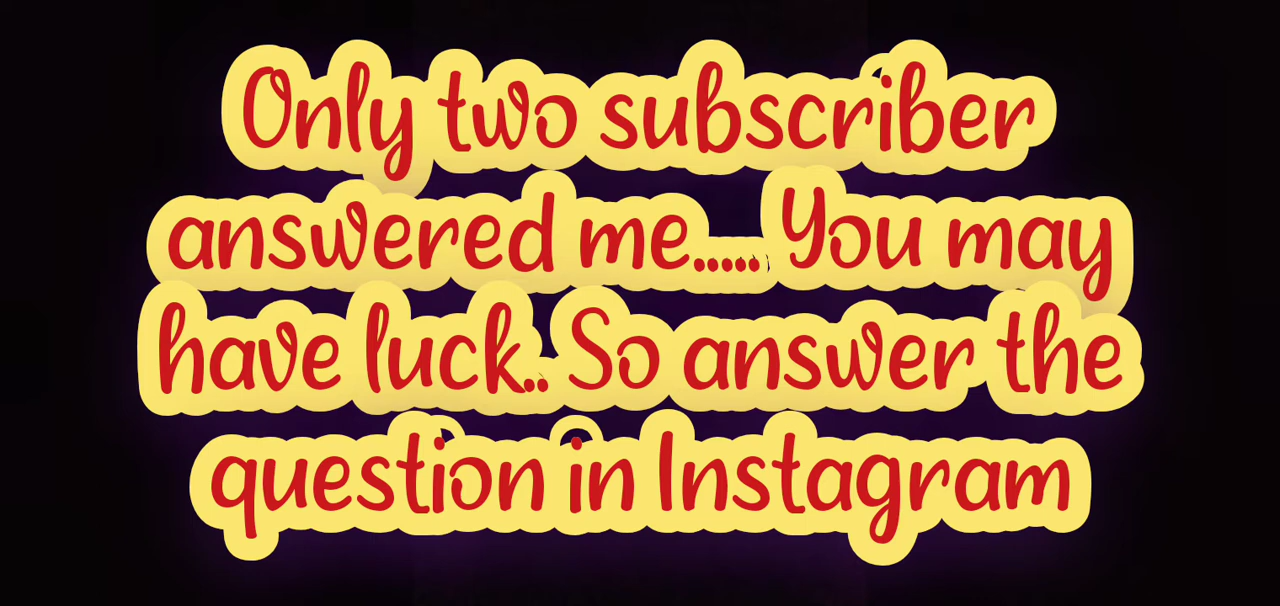 Only two subscriber
answered me..... You may
have luck.. So answer the
question in Instagram